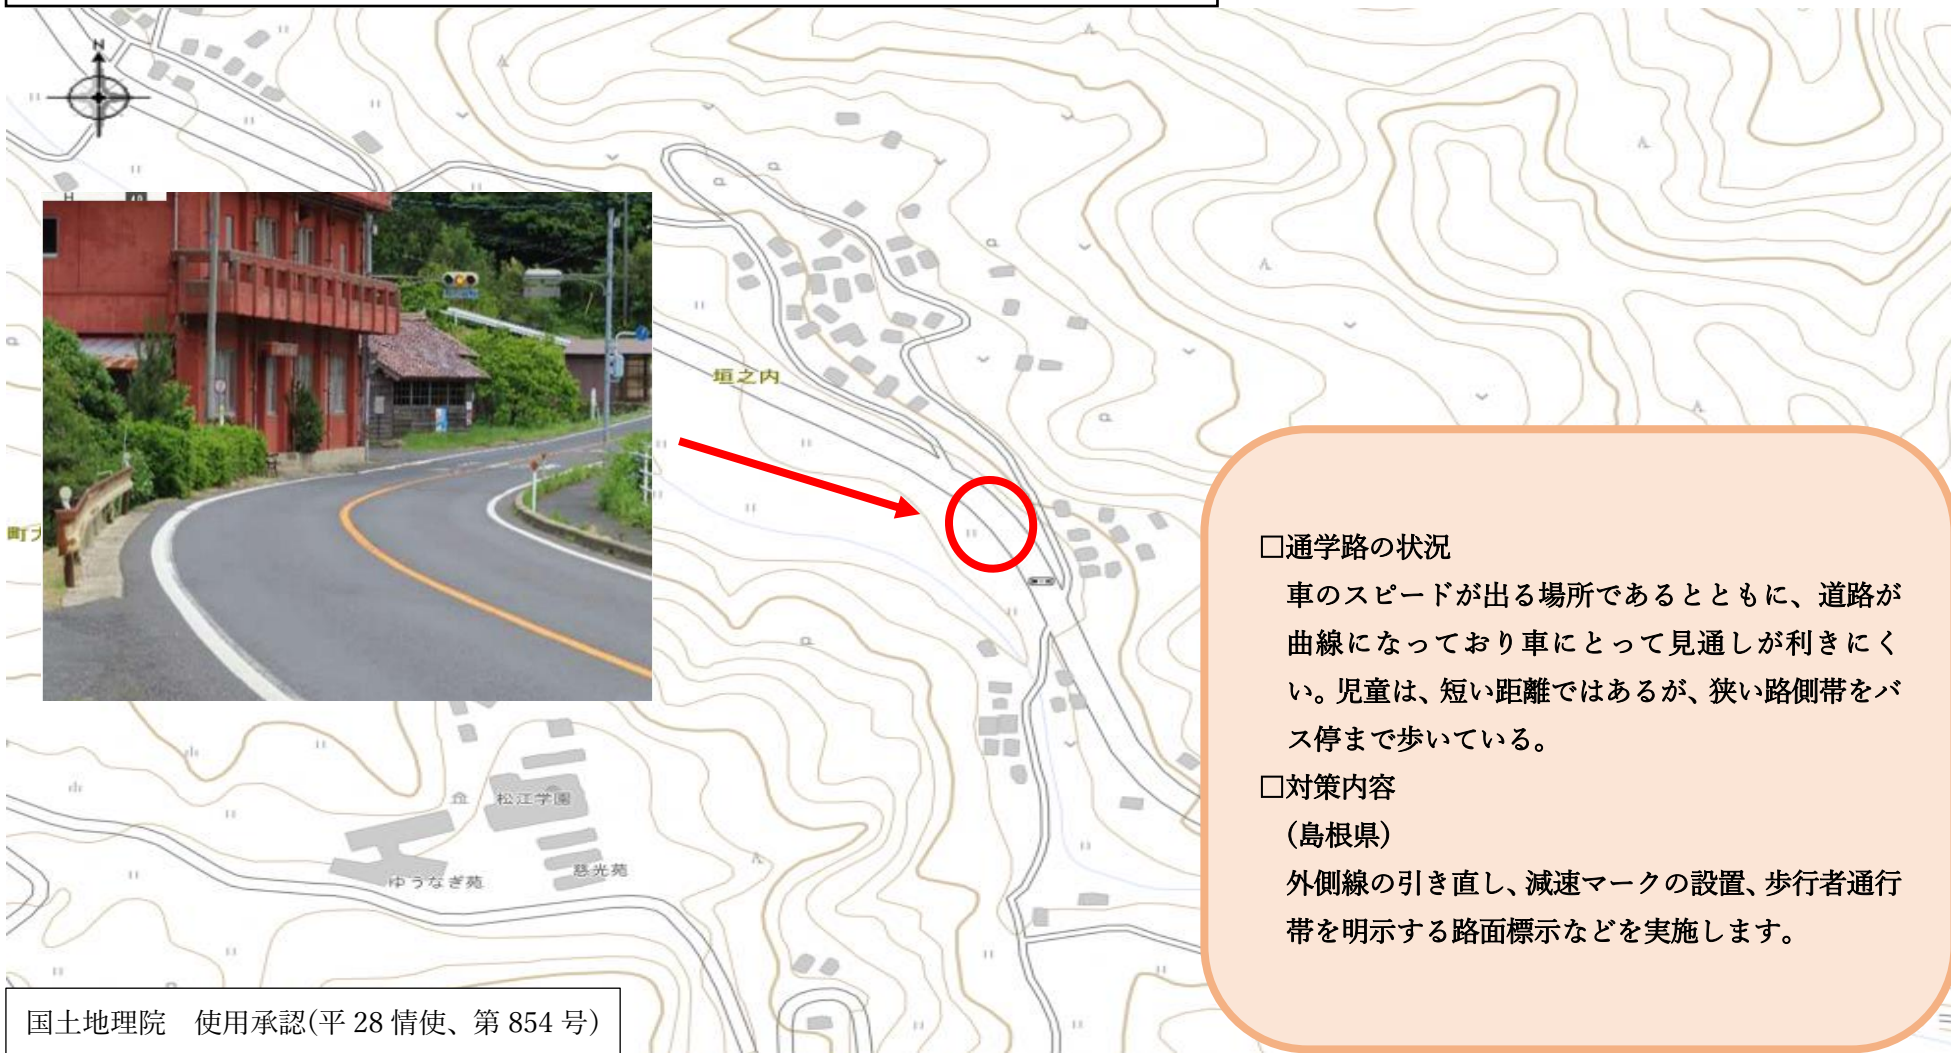 N
垣之内
□通学路の状況
車のスピードが出る場所であるとともに、道路が
曲線になっており車にとって見通しが利きにく
い。児童は、短い距離ではあるが、狭い路側帯をバ
ス停まで歩いている。
□対策内容
(島根県)
外側線の引き直し、減速マークの設置、歩行者通行
帯を明示する路面標示などを実施します。
松江学園
慈光苑
ゆうなぎ苑
国土地理院　使用承認(平 28 情使、第 854 号)